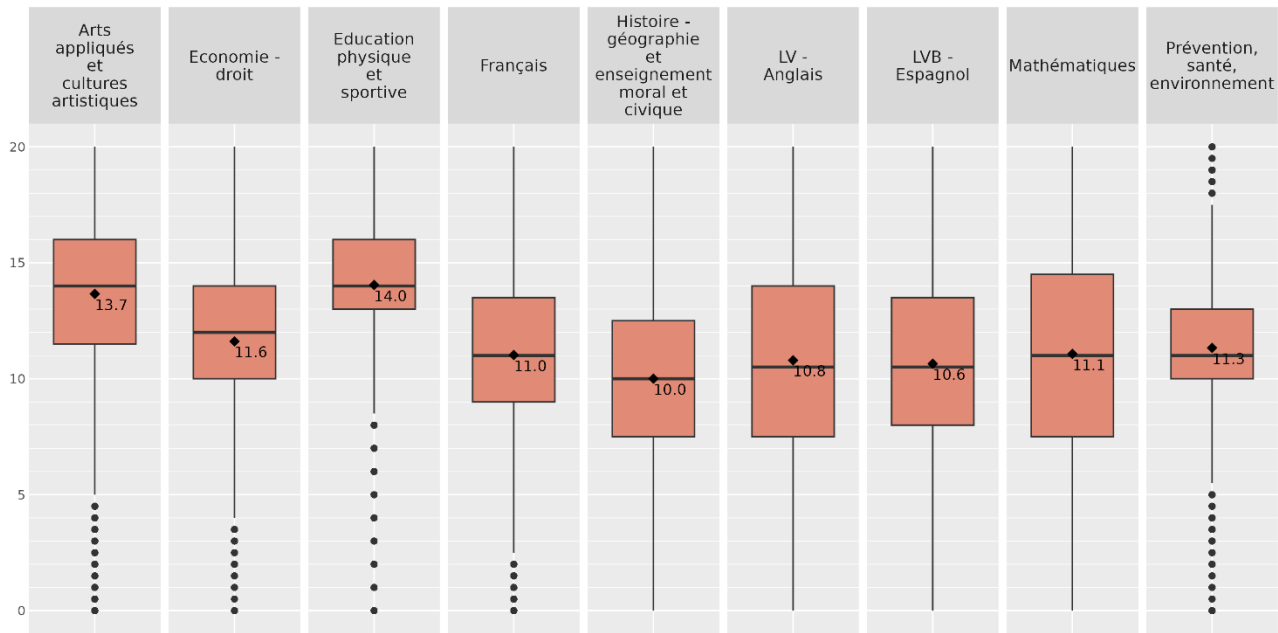 Arts
appliqués
et
cultures
artistiques
Economie -
droit
Education
physique
et
sportive
Français
Histoire -
géographie
et
enseignement
moral et
civique
LV -
Anglais
LVB -
Espagnol
Mathématiques
Prévention,
santé,
environnement
20
15
10
5
0
13.7
11.6
14.0
11.0
10.0
10.8
10.6
11.1
11.3